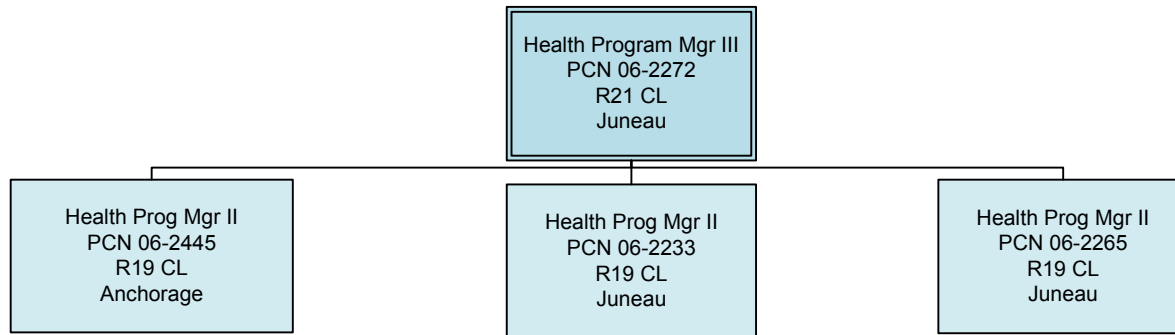 Health Program Mgr III
PCN 06-2272
R21 CL
Juneau
Health Prog Mgr II
PCN 06-2445
R19 CL
Anchorage
Health Prog Mgr II
PCN 06-2233
R19 CL
Juneau
Health Prog Mgr II
PCN 06-2265
R19 CL
Juneau